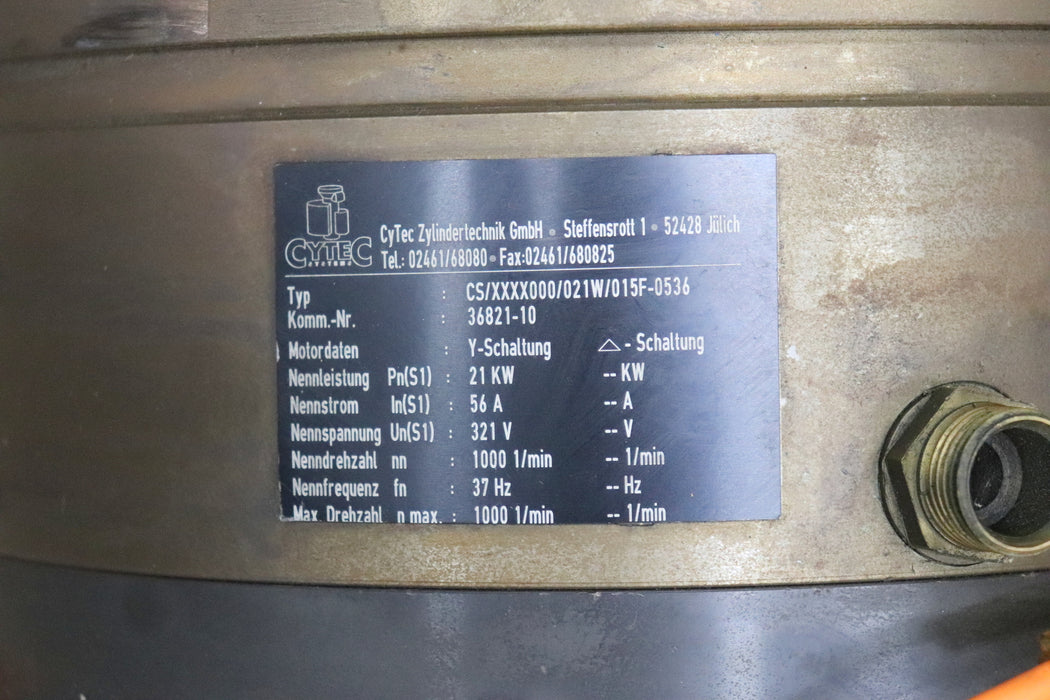 CYTEC
SYSTEMS
CyTec Zylindertechnik GmbH • Steffensrott 1 • 52428 Jülich
Tel.: 02461/68080 • Fax:02461/680825
Typ : CS/XXXX000/021W/015F-0536
Komm.-Nr. : 36821-10
Motordaten : Y-Schaltung △ - Schaltung
Nennleistung Pn(S1) : 21 KW -- KW
Nennstrom In(S1) : 56 A -- A
Nennspannung Un(S1) : 321 V -- V
Nenndrehzahl nn : 1000 1/min -- 1/min
Nennfrequenz fn : 37 Hz -- Hz
Max. Drehzahl n max. : 1000 1/min -- 1/min